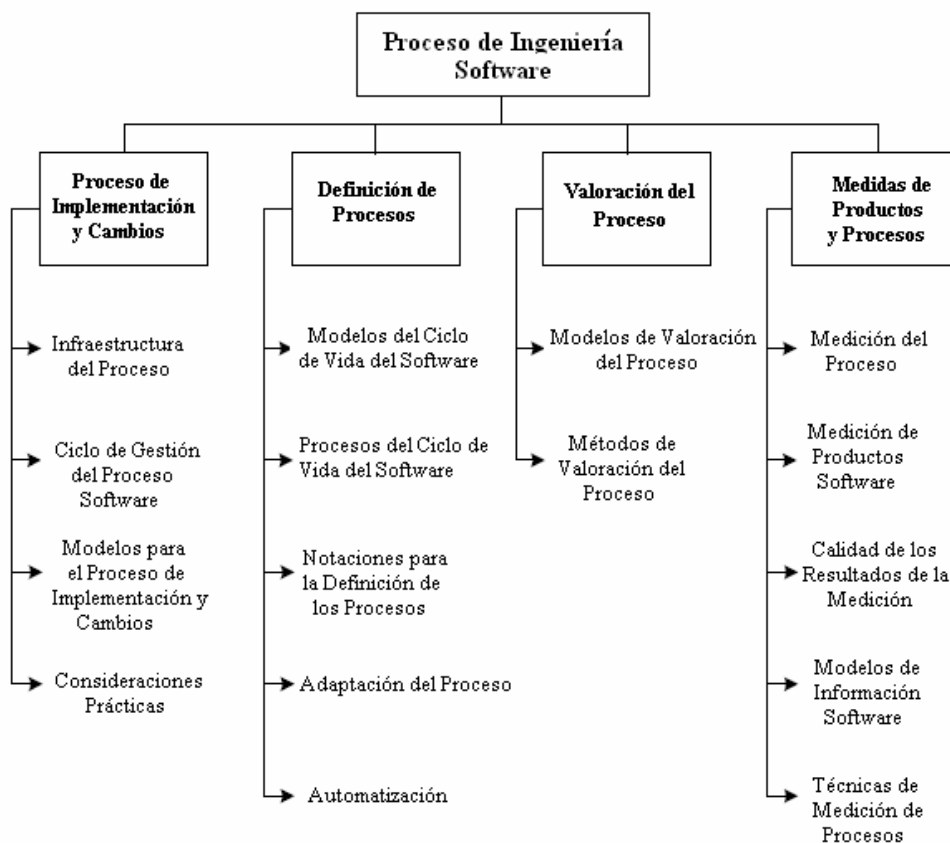 Proceso de Ingeniería
Software
Proceso de
Implementación
y Cambios
Infraestructura
del Proceso
Ciclo de Gestión
del Proceso
Software
Modelos para
el Proceso de
Implementación y
Cambios
Consideraciones
Prácticas
Definición de
Procesos
Modelos del Ciclo
de Vida del Software
Procesos del Ciclo de
Vida del Software
Notaciones para
la Definición de
los Procesos
Adaptación del Proceso
Automatización
Valoración del
Proceso
Modelos de Valoración
del Proceso
Métodos de
Valoración del
Proceso
Medidas de
Productos
y Procesos
Medición del
Proceso
Medición de
Productos
Software
Calidad de los
Resultados de la
Medición
Modelos de
Información
Software
Técnicas de
Medición de
Procesos